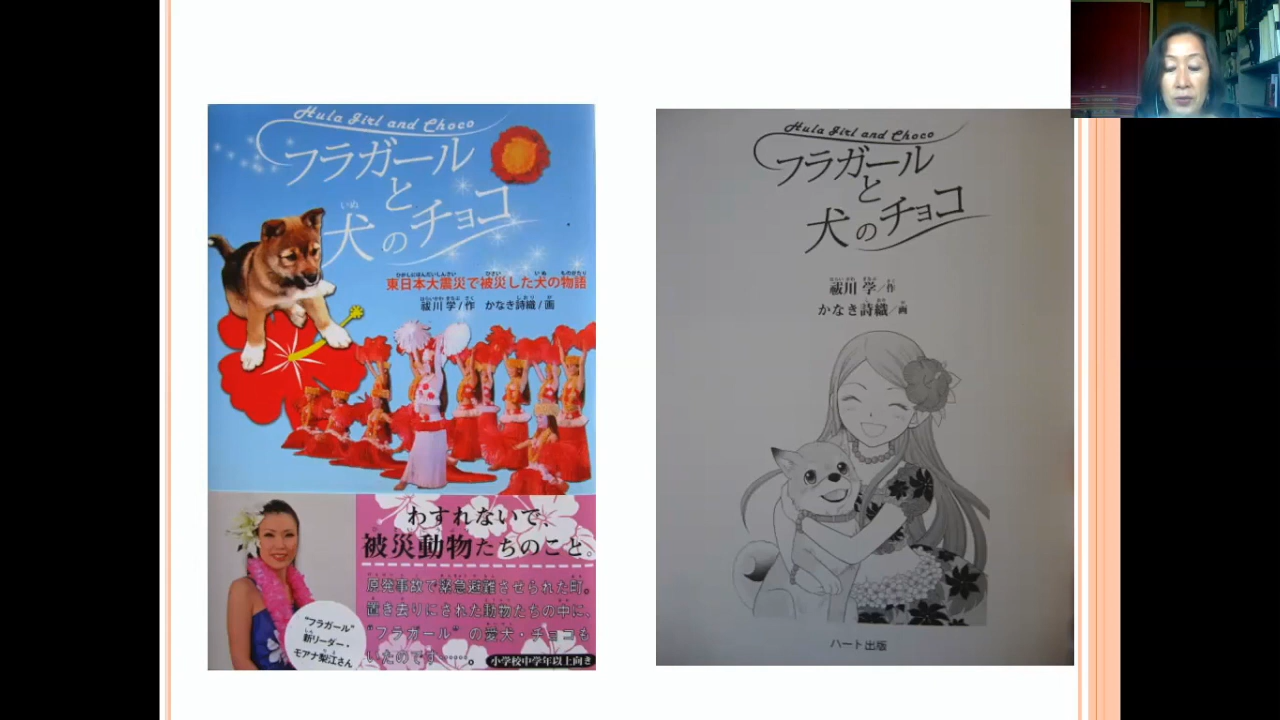 Hula Girl and Choco
フラガール
と
犬のチョコ
いぬ
東日本大震災で被災した犬の物語
祓川 学/作 かなき詩織/画
わすれないで、
被災動物たちのこと。
原発事故で緊急避難させられた町。
置き去りにされた動物たちの中に、
“フラガール”の愛犬・チョコも
いたのです……。
小学校中学年以上向き
“フラガール”
新リーダー・
モアナ梨江さん
Hula Girl and Choco
フラガール
と
犬のチョコ
祓川 学/作
かなき詩織/画
ハート出版